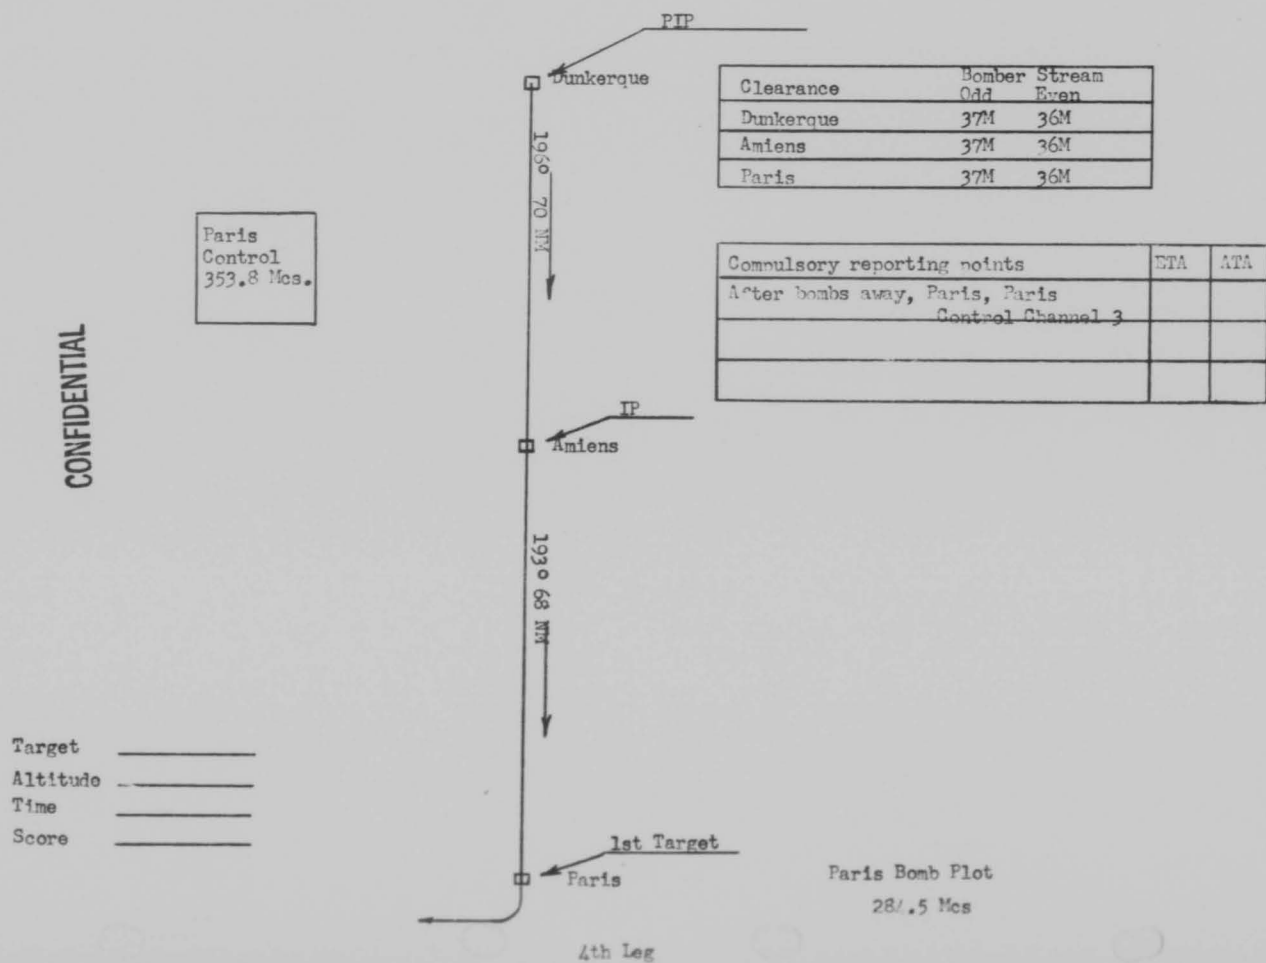 PIP
Dunkerque
Clearance Bomber Stream
Odd Even
Dunkerque 37M 36M
Amiens 37M 36M
Paris 37M 36M
196° 70 NM
Paris
Control
353.8 Mcs.
Compulsory reporting points ETA ATA
After bombs away, Paris, Paris
Control Channel 3
CONFIDENTIAL
IP
Amiens
193° 68 NM
Target
Altitude
Time
Score
1st Target
Paris
Paris Bomb Plot
Mcs
4th Leg